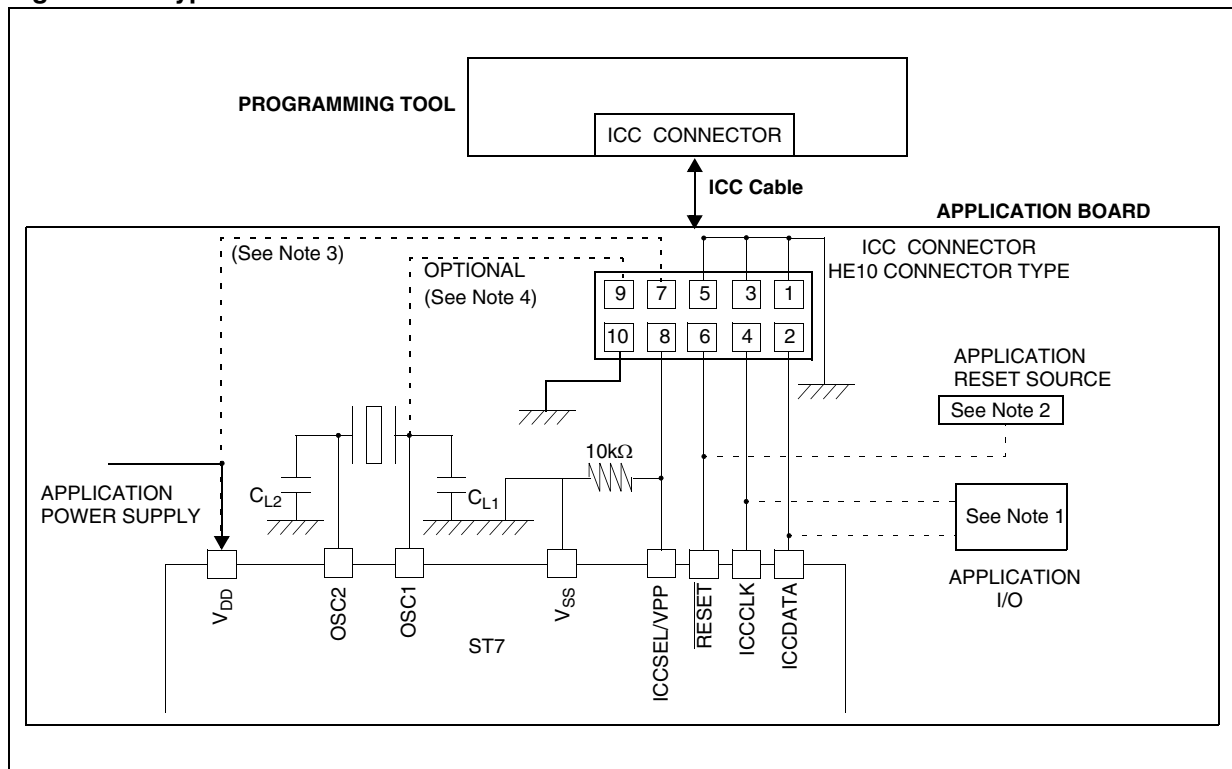 PROGRAMMING TOOL
ICC CONNECTOR
ICC Cable
APPLICATION BOARD
(See Note 3)
OPTIONAL
(See Note 4)
ICC CONNECTOR
HE10 CONNECTOR TYPE
9 7 5 3 1
10 8 6 4 2
APPLICATION
RESET SOURCE
See Note 2
10kΩ
APPLICATION
POWER SUPPLY
CL2
CL1
See Note 1
APPLICATION
I/O
VDD
OSC2
OSC1
VSS
ICCSEL/VPP
RESET
ICCCLK
ICCDATA
ST7